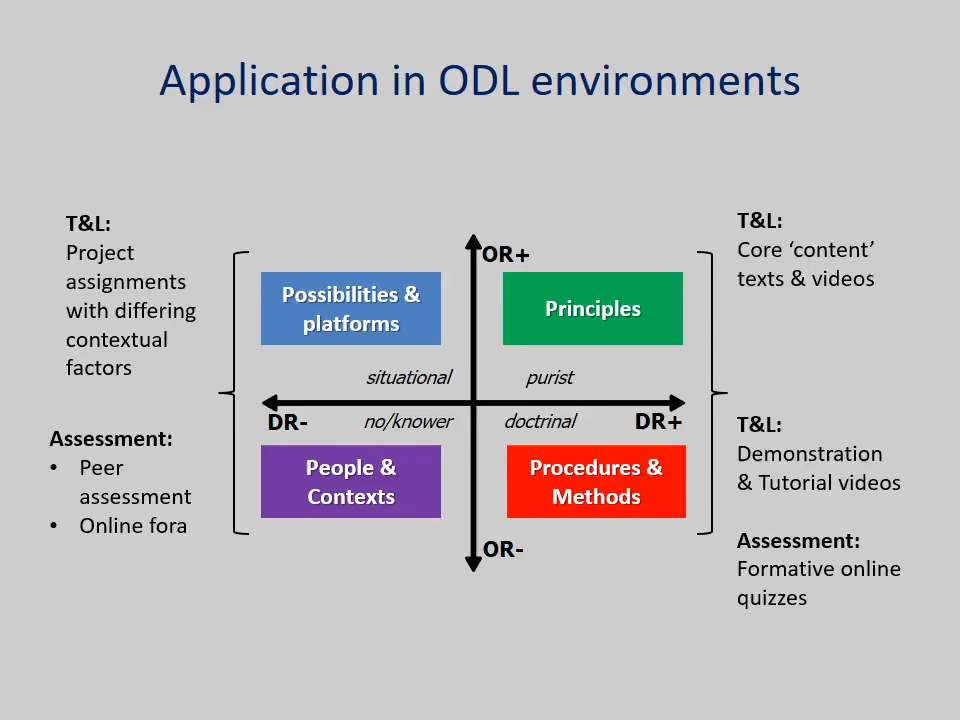 Application in ODL environments
T&L:
Project
assignments
with differing
contextual
factors
Assessment:
• Peer
assessment
• Online fora
OR+
Possibilities &
platforms
Principles
situational
purist
DR-
no/knower
doctrinal
DR+
People &
Contexts
Procedures &
Methods
OR-
T&L:
Core ‘content’
texts & videos
T&L:
Demonstration
& Tutorial videos
Assessment:
Formative online
quizzes